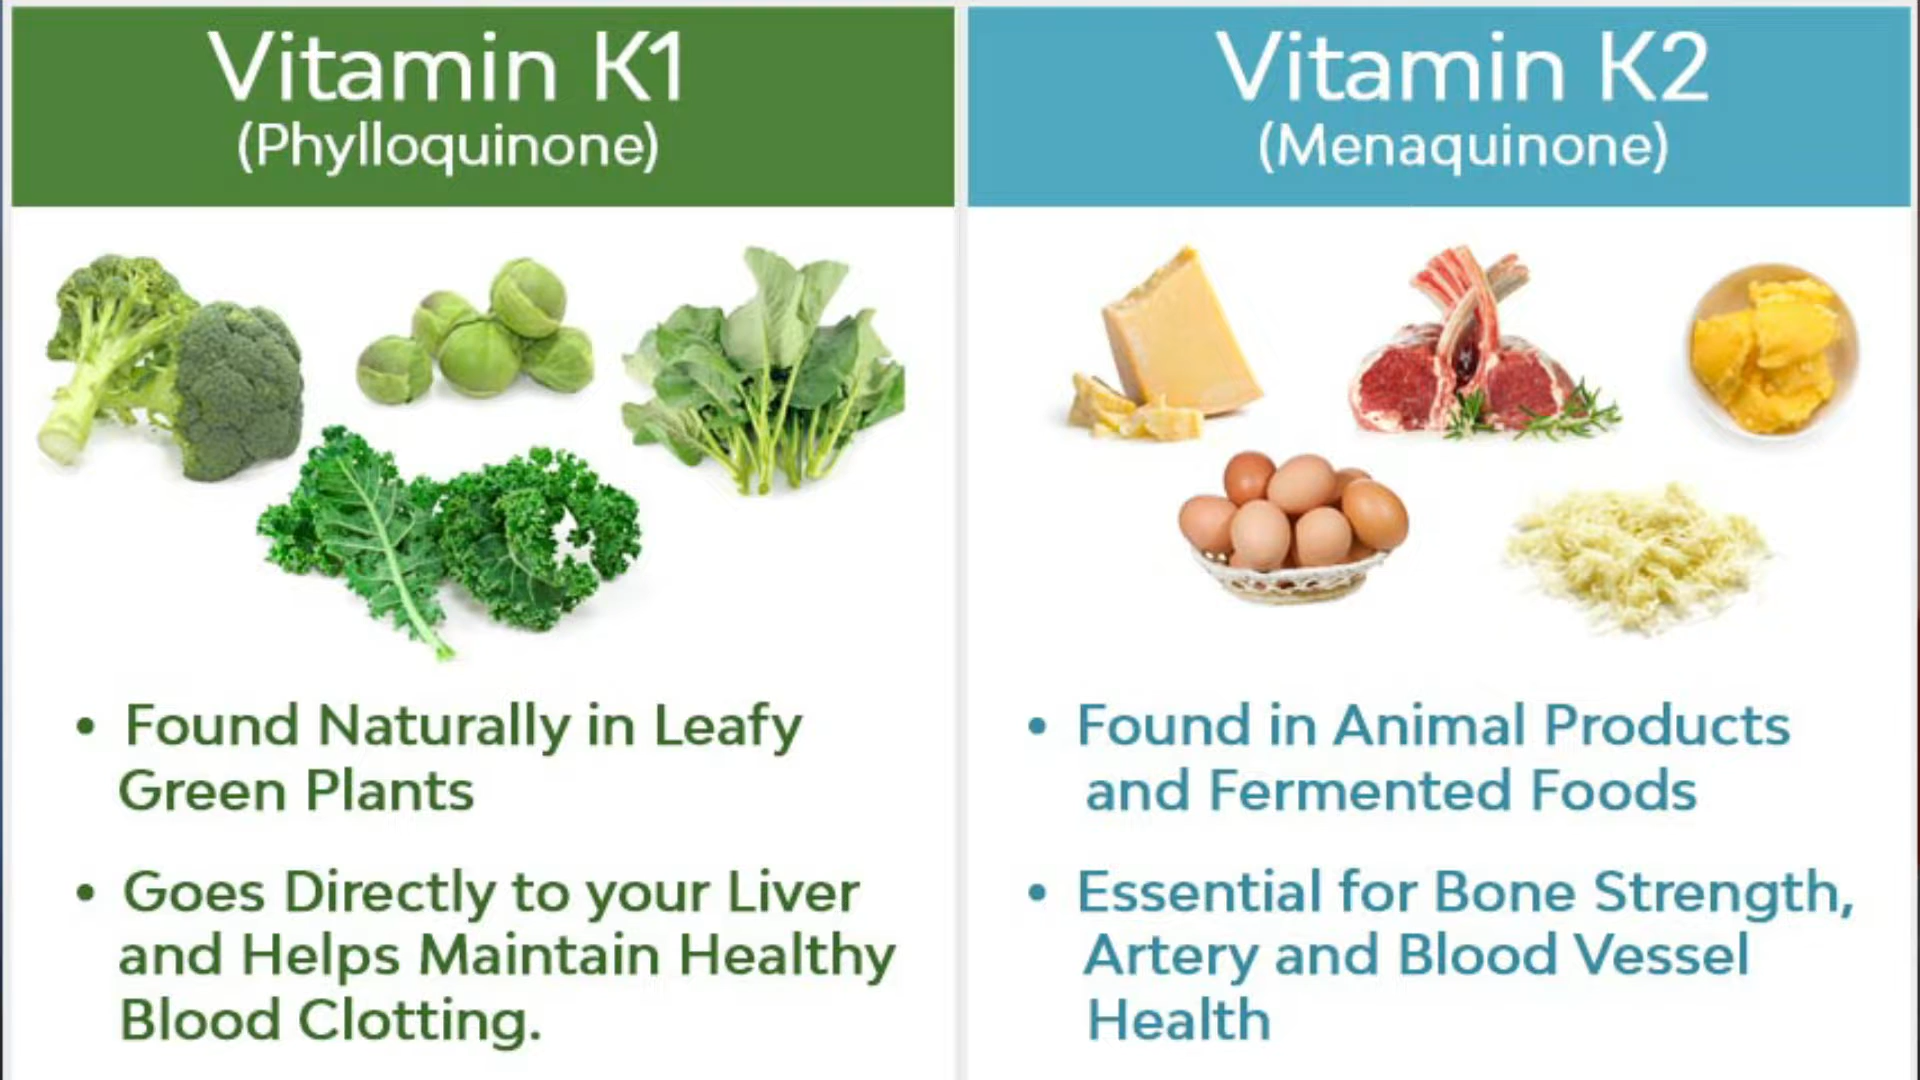 Vitamin K1
(Phylloquinone)
• Found Naturally in Leafy
Green Plants
• Goes Directly to your Liver
and Helps Maintain Healthy
Blood Clotting.
Vitamin K2
(Menaquinone)
• Found in Animal Products
and Fermented Foods
• Essential for Bone Strength,
Artery and Blood Vessel
Health